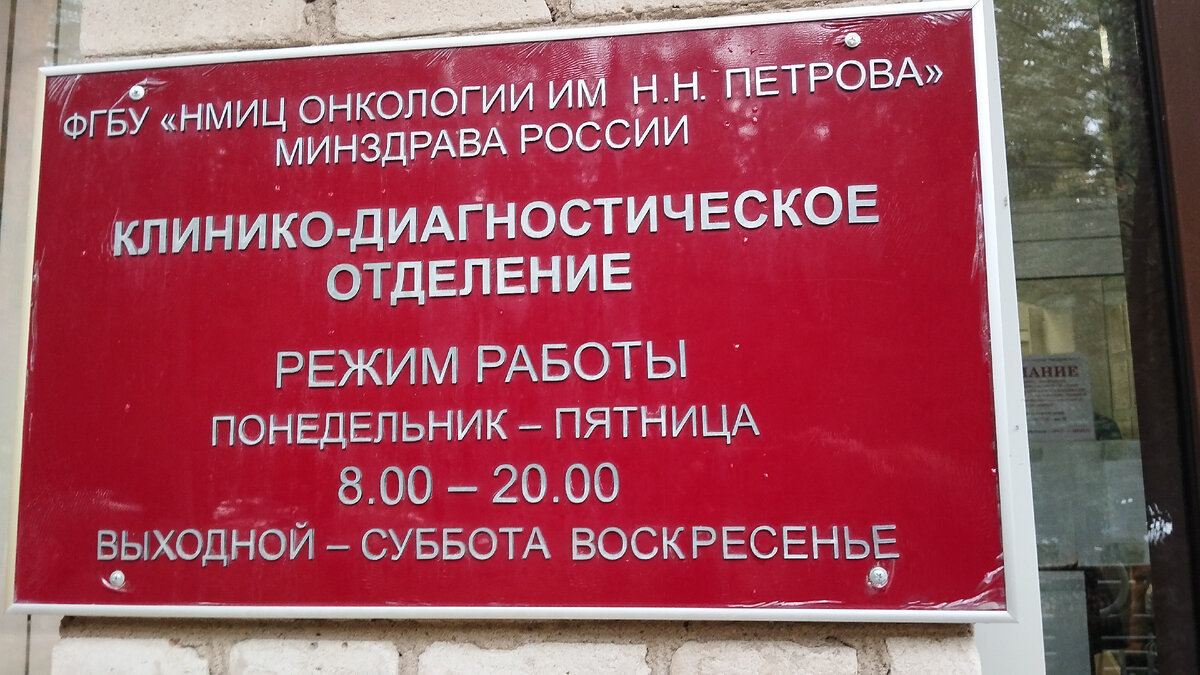 ФГБУ «НМИЦ ОНКОЛОГИИ ИМ Н.Н. ПЕТРОВА»
МИНЗДРАВА РОССИИ
КЛИНИКО-ДИАГНОСТИЧЕСКОЕ
ОТДЕЛЕНИЕ
РЕЖИМ РАБОТЫ
ПОНЕДЕЛЬНИК – ПЯТНИЦА
8.00 – 20.00
ВЫХОДНОЙ – СУББОТА ВОСКРЕСЕНЬЕ